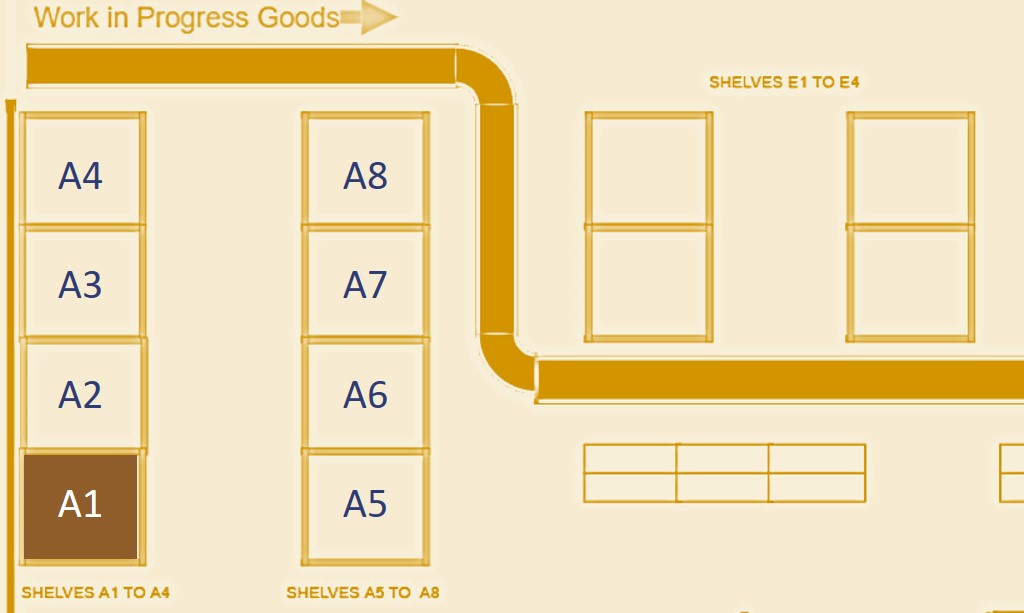 Work in Progress Goods
SHELVES E1 TO E4
A4
A8
A3
A7
A2
A6
A1
A5
SHELVES A1 TO A4
SHELVES A5 TO A8